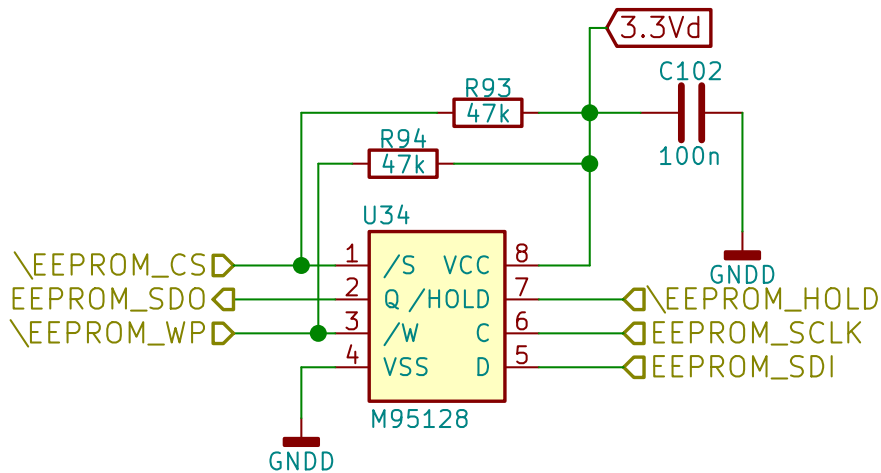 3.3Vd
C102
100n
R93
47k
R94
47k
U34
\EEPROM_CS
EEPROM_SDO
\EEPROM_WP
1 /S VCC 8
2 Q /HOLD 7
3 /W C 6
4 VSS D 5
\EEPROM_HOLD
EEPROM_SCLK
EEPROM_SDI
M95128
GNDD
GNDD